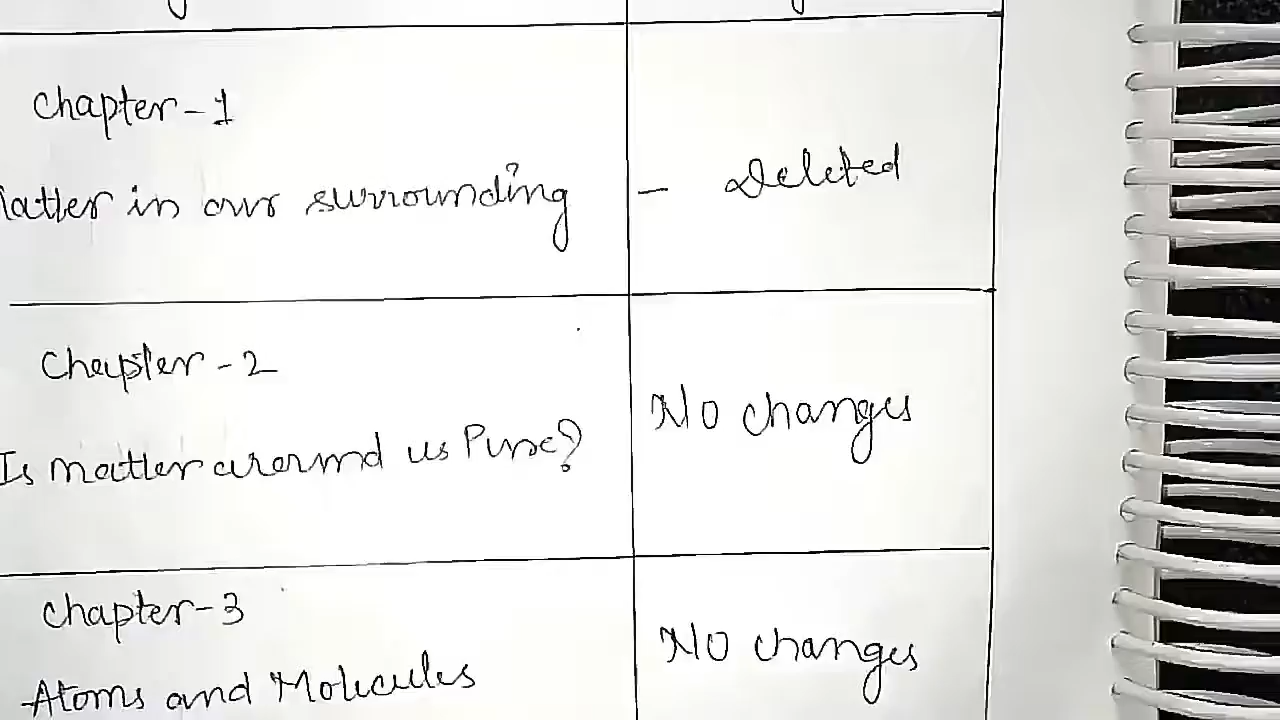 Chapter-1
Matter in our surrounding
- Deleted
Chapter-2
Is matter around us Pure?
No changes
Chapter-3
Atoms and Molecules
No changes